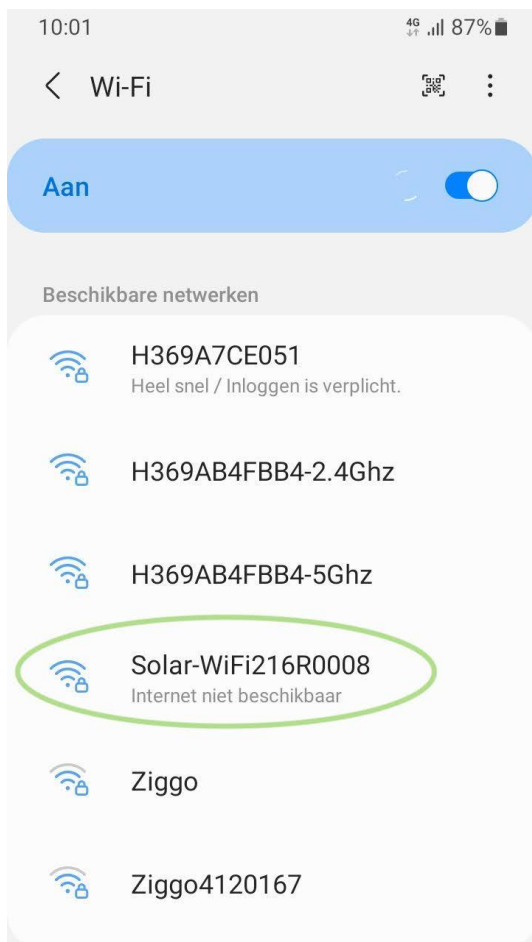 10:01 4G 87%
Wi-Fi
Aan
Beschikbare netwerken
H369A7CE051
Heel snel / Inloggen is verplicht.
H369AB4FBB4-2.4Ghz
H369AB4FBB4-5Ghz
Solar-WiFi216R0008
Internet niet beschikbaar
Ziggo
Ziggo4120167